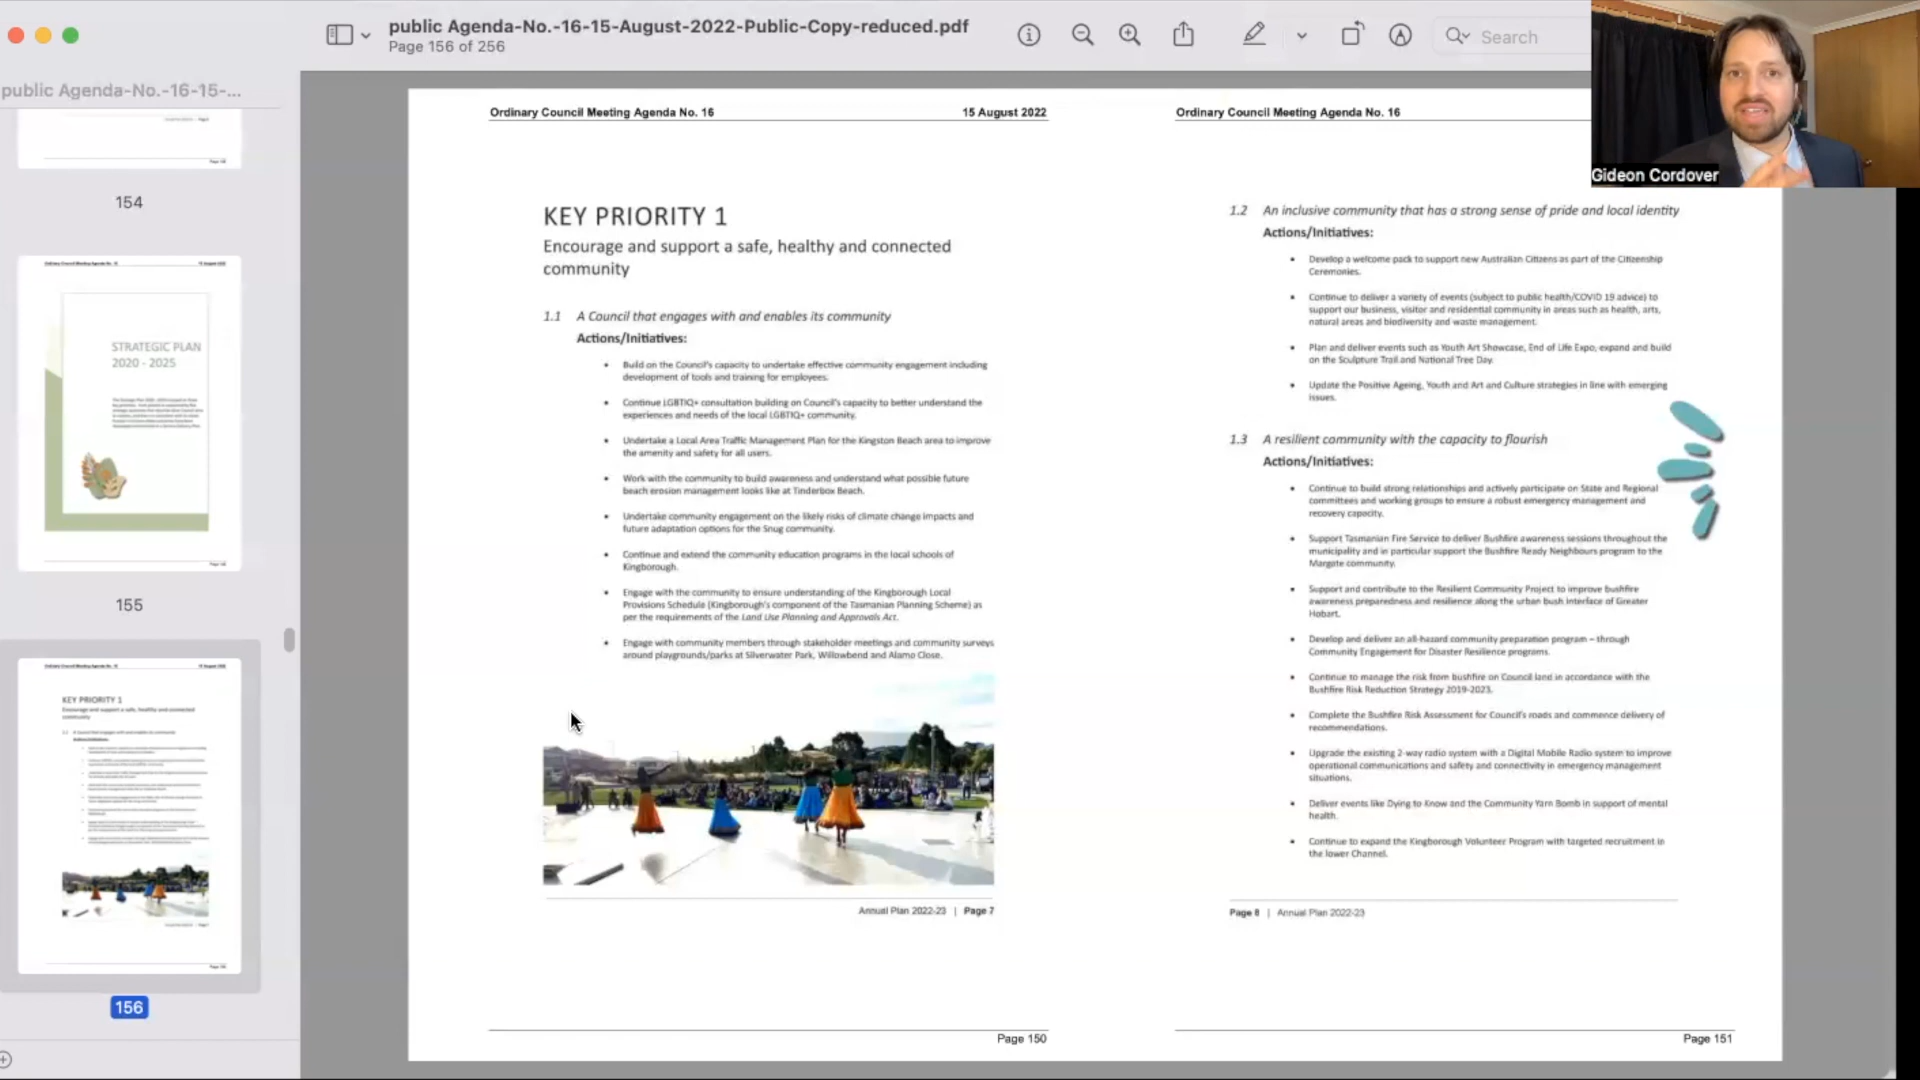 public Agenda-No.-16-15-August-2022-Public-Copy-reduced.pdf
Page 156 of 256
Search
public Agenda-No.-16-15-...
154
STRATEGIC PLAN
2020 - 2025
155
KEY PRIORITY 1
Encourage and support a safe, healthy and connected
community
156
Ordinary Council Meeting Agenda No. 16 15 August 2022
KEY PRIORITY 1
Encourage and support a safe, healthy and connected
community
1.1 A Council that engages with and enables its community
Actions/Initiatives:
• Build on the Council's capacity to undertake effective community engagement including
development of tools and training for employees.
• Continue LGBTIQ+ consultation building on Council's capacity to better understand the
experiences and needs of the local LGBTIQ+ community.
• Undertake a Local Area Traffic Management Plan for the Kingston Beach area to improve
the amenity and safety for all users.
• Work with the community to build awareness and understand what possible future
beach erosion management looks like at Tinderbox Beach.
• Undertake community engagement on the likely risks of climate change impacts and
future adaptation options for the Snug community.
• Continue and extend the community education programs in the local schools of
Kingborough.
• Engage with the community to ensure understanding of the Kingborough Local
Provisions Schedule (Kingborough's component of the Tasmanian Planning Scheme) as
per the requirements of the Land Use Planning and Approvals Act.
• Engage with community members through stakeholder meetings and community surveys
around playgrounds/parks at Silverwater Park, Willowbend and Alamo Close.
Annual Plan 2022-23 | Page 7
Page 150
Ordinary Council Meeting Agenda No. 16
1.2 An inclusive community that has a strong sense of pride and local identity
Actions/Initiatives:
• Develop a welcome pack to support new Australian Citizens as part of the Citizenship
Ceremonies.
• Continue to deliver a variety of events (subject to public health/COVID 19 advice) to
support our business, visitor and residential community in areas such as health, arts,
natural areas and biodiversity and waste management.
• Plan and deliver events such as Youth Art Showcase, End of Life Expo, expand and build
on the Sculpture Trail and National Tree Day.
• Update the Positive Ageing, Youth and Art and Culture strategies in line with emerging
issues.
1.3 A resilient community with the capacity to flourish
Actions/Initiatives:
• Continue to build strong relationships and actively participate on State and Regional
committees and working groups to ensure a robust emergency management and
recovery capacity.
• Support Tasmanian Fire Service to deliver Bushfire awareness sessions throughout the
municipality and in particular support the Bushfire Ready Neighbours program to the
Margate community.
• Support and contribute to the Resilient Community Project to improve bushfire
awareness preparedness and resilience along the urban bush interface of Greater
Hobart.
• Develop and deliver an all-hazard community preparation program – through
Community Engagement for Disaster Resilience programs.
• Continue to manage the risk from bushfire on Council land in accordance with the
Bushfire Risk Reduction Strategy 2019-2023.
• Complete the Bushfire Risk Assessment for Council's roads and commence delivery of
recommendations.
• Upgrade the existing 2-way radio system with a Digital Mobile Radio system to improve
operational communications and safety and connectivity in emergency management
situations.
• Deliver events like Dying to Know and the Community Yarn Bomb in support of mental
health.
• Continue to expand the Kingborough Volunteer Program with targeted recruitment in
the lower Channel.
Page 8 | Annual Plan 2022-23
Page 151
Gideon Cordover